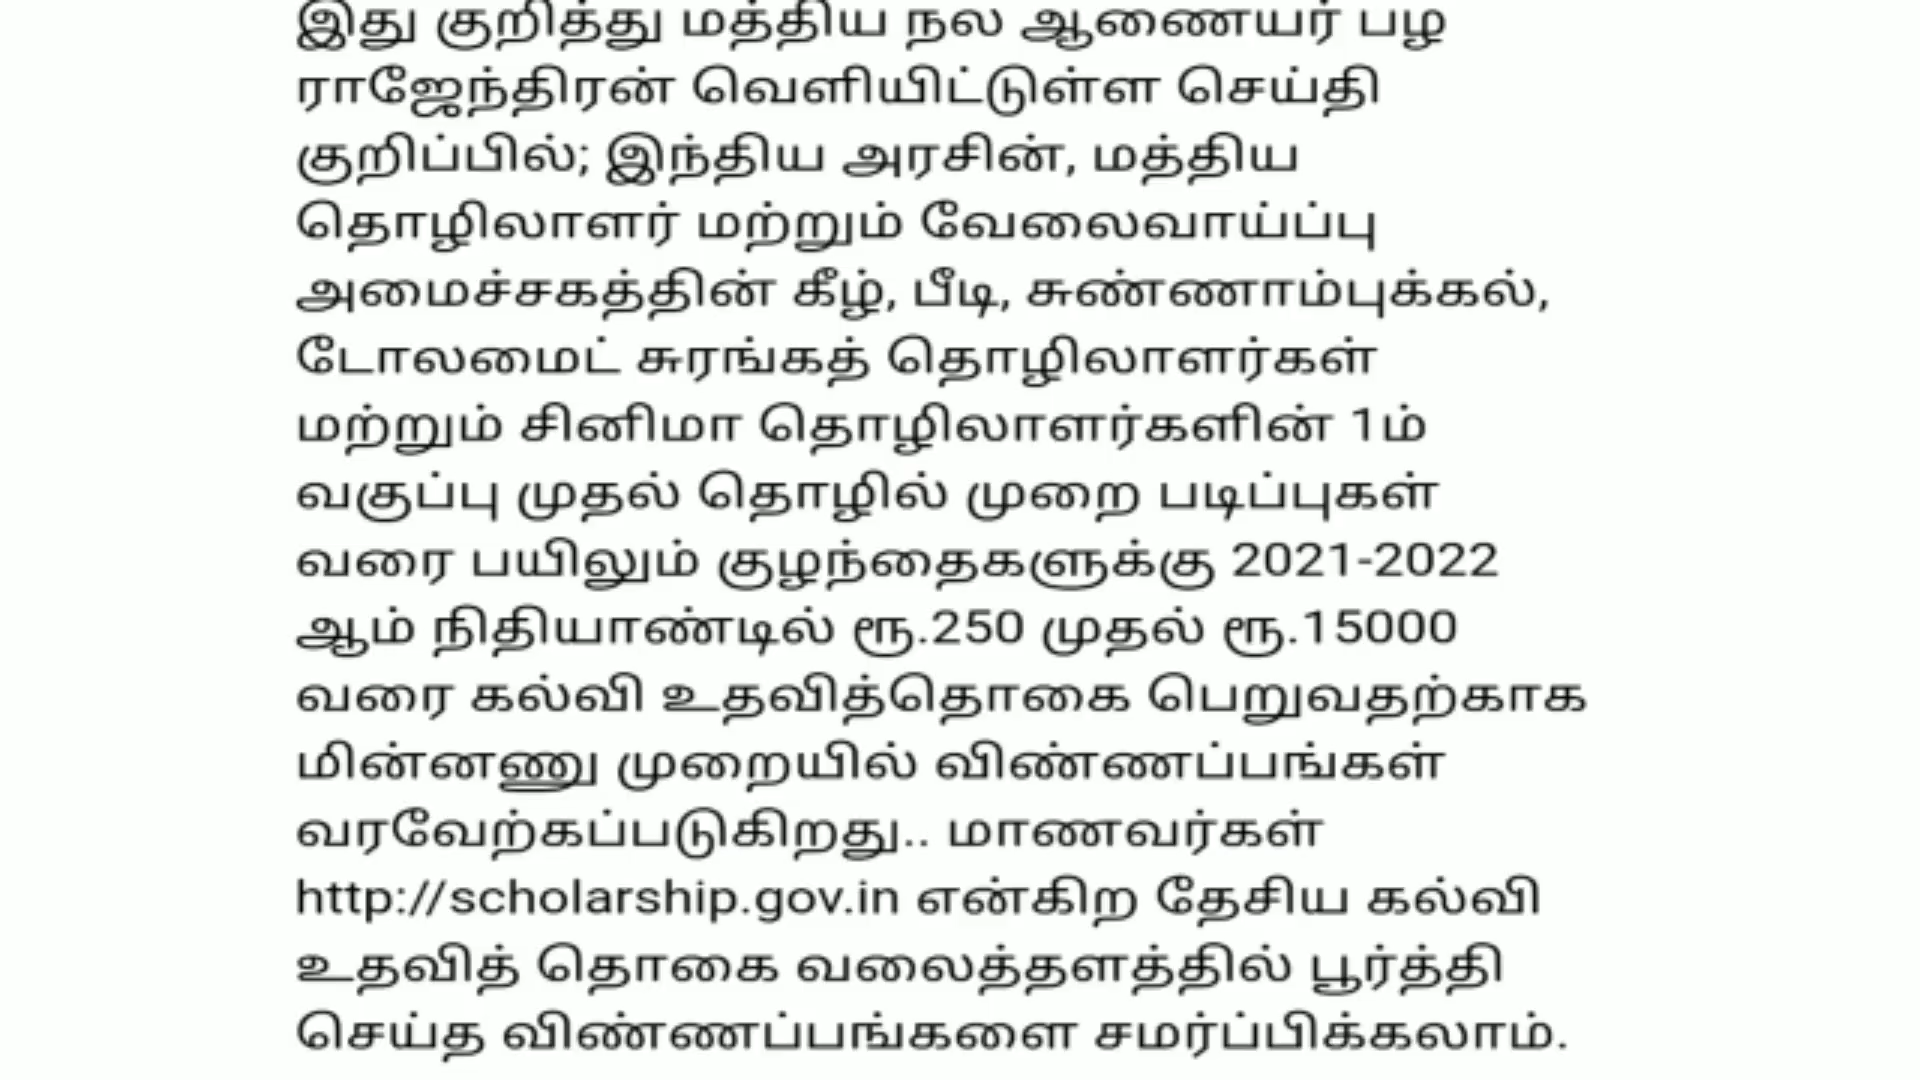 இது குறித்து மத்திய நல ஆணையர் பழ
ராஜேந்திரன் வெளியிட்டுள்ள செய்தி
குறிப்பில்; இந்திய அரசின், மத்திய
தொழிலாளர் மற்றும் வேலைவாய்ப்பு
அமைச்சகத்தின் கீழ், பீடி, சுண்ணாம்புக்கல்,
டோலமைட் சுரங்கத் தொழிலாளர்கள்
மற்றும் சினிமா தொழிலாளர்களின் 1ம்
வகுப்பு முதல் தொழில் முறை படிப்புகள்
வரை பயிலும் குழந்தைகளுக்கு 2021-2022
ஆம் நிதியாண்டில் ரூ.250 முதல் ரூ.15000
வரை கல்வி உதவித்தொகை பெறுவதற்காக
மின்னணு முறையில் விண்ணப்பங்கள்
வரவேற்கப்படுகிறது.. மாணவர்கள்
http://scholarship.gov.in என்கிற தேசிய கல்வி
உதவித் தொகை வலைத்தளத்தில் பூர்த்தி
செய்த விண்ணப்பங்களை சமர்ப்பிக்கலாம்.